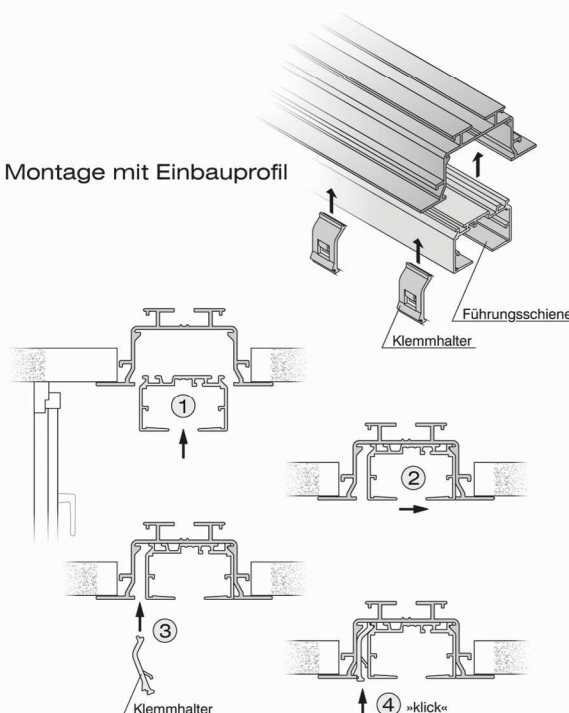 Montage mit Einbauprofil
Führungsschiene
Klemmhalter
1
2
3
Klemmhalter
4 »klick«